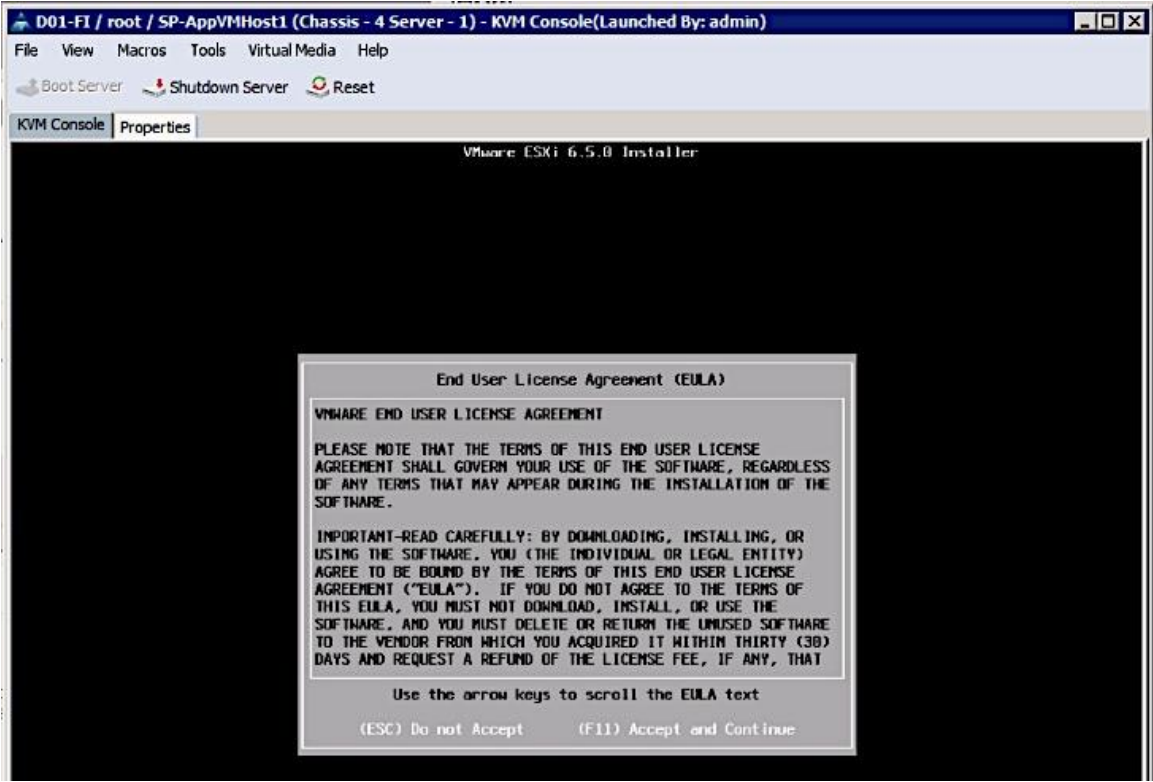 D01-FI / root / SP-AppVMHost1 (Chassis - 4 Server - 1) - KVM Console(Launched By: admin)
File View Macros Tools Virtual Media Help
Boot Server Shutdown Server Reset
KVM Console Properties
VMware ESXi 6.5.0 Installer
End User License Agreement (EULA)
VMWARE END USER LICENSE AGREEMENT
PLEASE NOTE THAT THE TERMS OF THIS END USER LICENSE
AGREEMENT SHALL GOVERN YOUR USE OF THE SOFTWARE, REGARDLESS
OF ANY TERMS THAT MAY APPEAR DURING THE INSTALLATION OF THE
SOFTWARE.
IMPORTANT-READ CAREFULLY: BY DOWNLOADING, INSTALLING, OR
USING THE SOFTWARE, YOU (THE INDIVIDUAL OR LEGAL ENTITY)
AGREE TO BE BOUND BY THE TERMS OF THIS END USER LICENSE
AGREEMENT ("EULA"). IF YOU DO NOT AGREE TO THE TERMS OF
THIS EULA, YOU MUST NOT DOWNLOAD, INSTALL, OR USE THE
SOFTWARE, AND YOU MUST DELETE OR RETURN THE UNUSED SOFTWARE
TO THE VENDOR FROM WHICH YOU ACQUIRED IT WITHIN THIRTY (30)
DAYS AND REQUEST A REFUND OF THE LICENSE FEE, IF ANY, THAT
Use the arrow keys to scroll the EULA text
(ESC) Do not Accept (F11) Accept and Continue